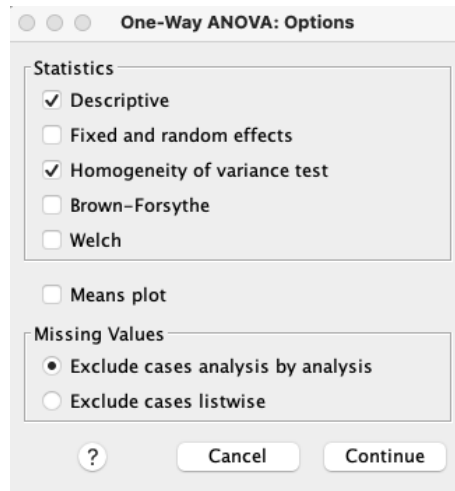 One-Way ANOVA: Options
Statistics
Descriptive
Fixed and random effects
Homogeneity of variance test
Brown-Forsythe
Welch
Means plot
Missing Values
Exclude cases analysis by analysis
Exclude cases listwise
? Cancel Continue